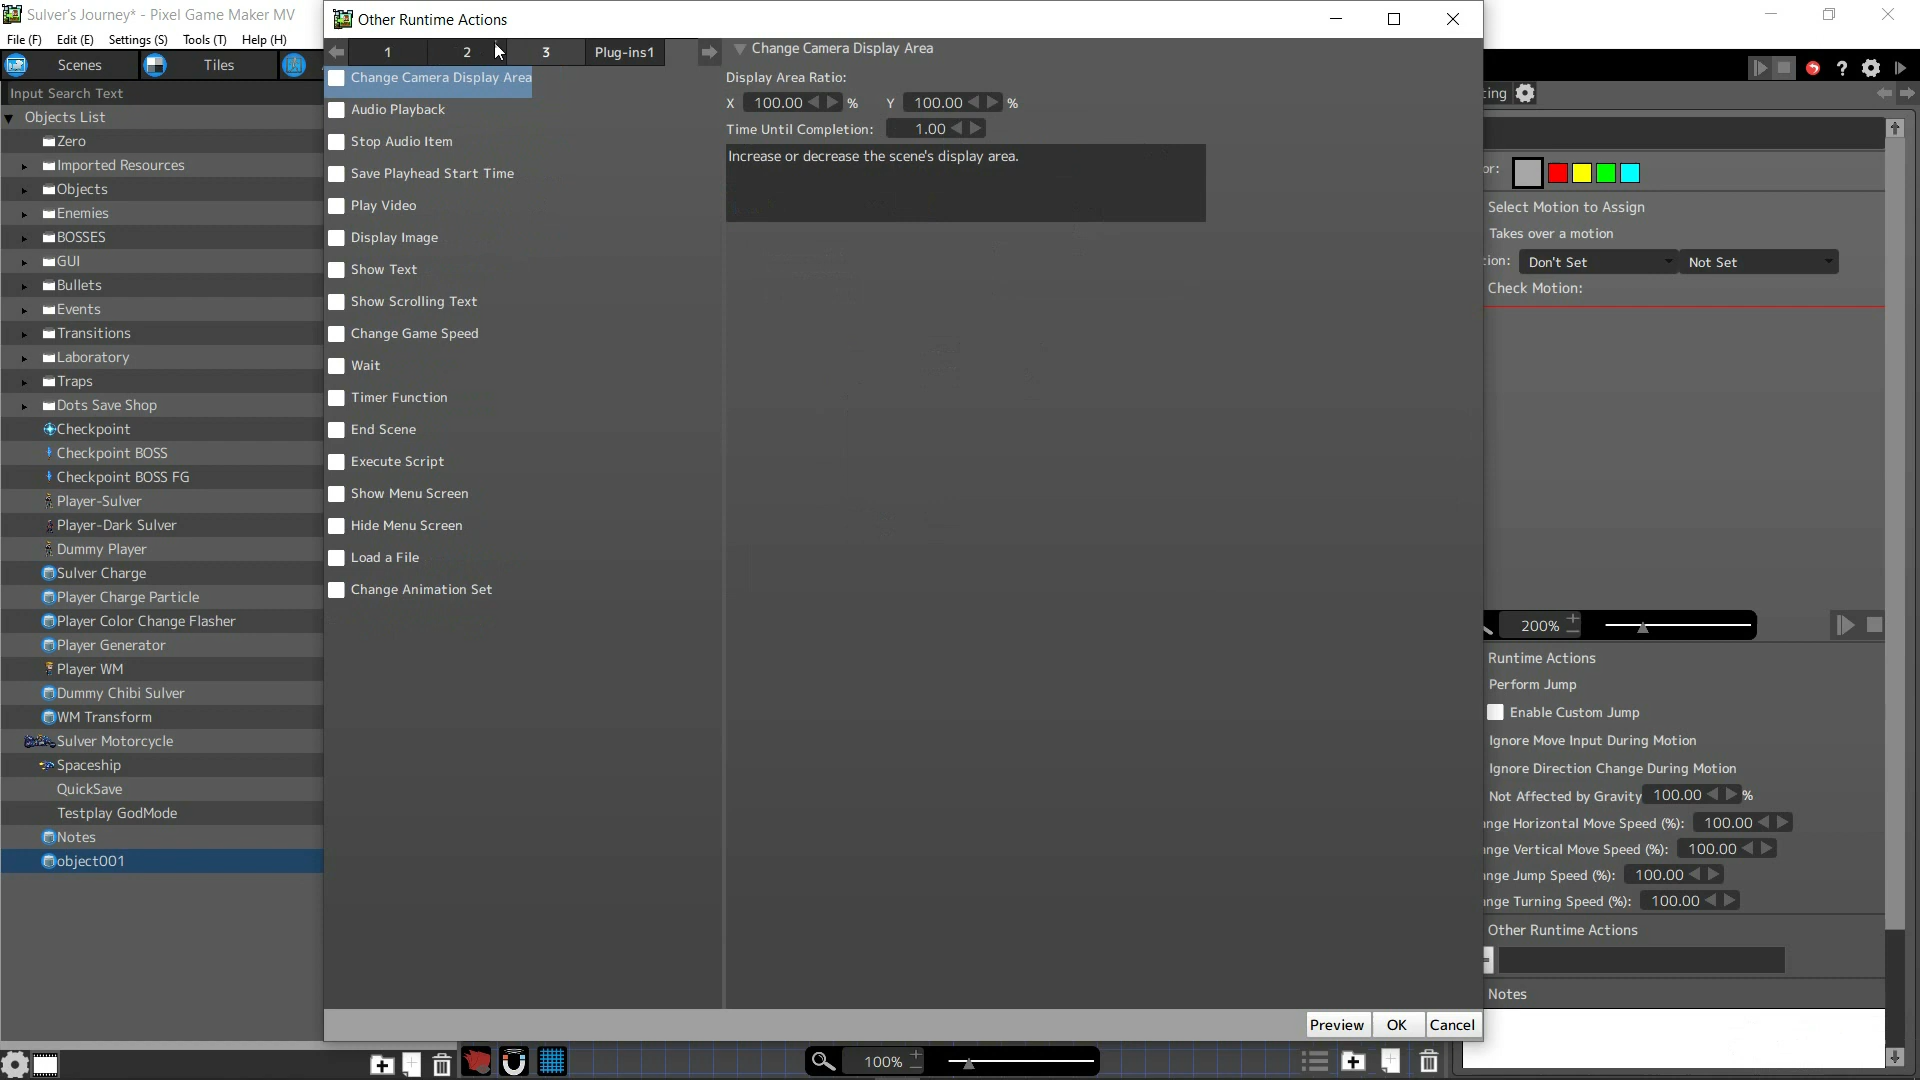 Sulver's Journey* - Pixel Game Maker MV
File (F) Edit (E) Settings (S) Tools (T) Help (H)
Scenes Tiles
Input Search Text
Objects List
Zero
Imported Resources
Objects
Enemies
BOSSES
GUI
Bullets
Events
Transitions
Laboratory
Traps
Dots Save Shop
Checkpoint
Checkpoint BOSS
Checkpoint BOSS FG
Player-Sulver
Player-Dark Sulver
Dummy Player
Sulver Charge
Player Charge Particle
Player Color Change Flasher
Player Generator
Player WM
Dummy Chibi Sulver
WM Transform
Sulver Motorcycle
Spaceship
QuickSave
Testplay GodMode
Notes
object001
Other Runtime Actions
1 2 3 Plug-ins1
Change Camera Display Area
Audio Playback
Stop Audio Item
Save Playhead Start Time
Play Video
Display Image
Show Text
Show Scrolling Text
Change Game Speed
Wait
Timer Function
End Scene
Execute Script
Show Menu Screen
Hide Menu Screen
Load a File
Change Animation Set
Change Camera Display Area
Display Area Ratio:
X 100.00 % Y 100.00 %
Time Until Completion: 1.00
Increase or decrease the scene's display area.
Preview OK Cancel
100%
ting
or:
Select Motion to Assign
Takes over a motion
tion: Don't Set Not Set
Check Motion:
200%
Runtime Actions
Perform Jump
Enable Custom Jump
Ignore Move Input During Motion
Ignore Direction Change During Motion
Not Affected by Gravity 100.00 %
nge Horizontal Move Speed (%): 100.00
nge Vertical Move Speed (%): 100.00
nge Jump Speed (%): 100.00
nge Turning Speed (%): 100.00
Other Runtime Actions
Notes